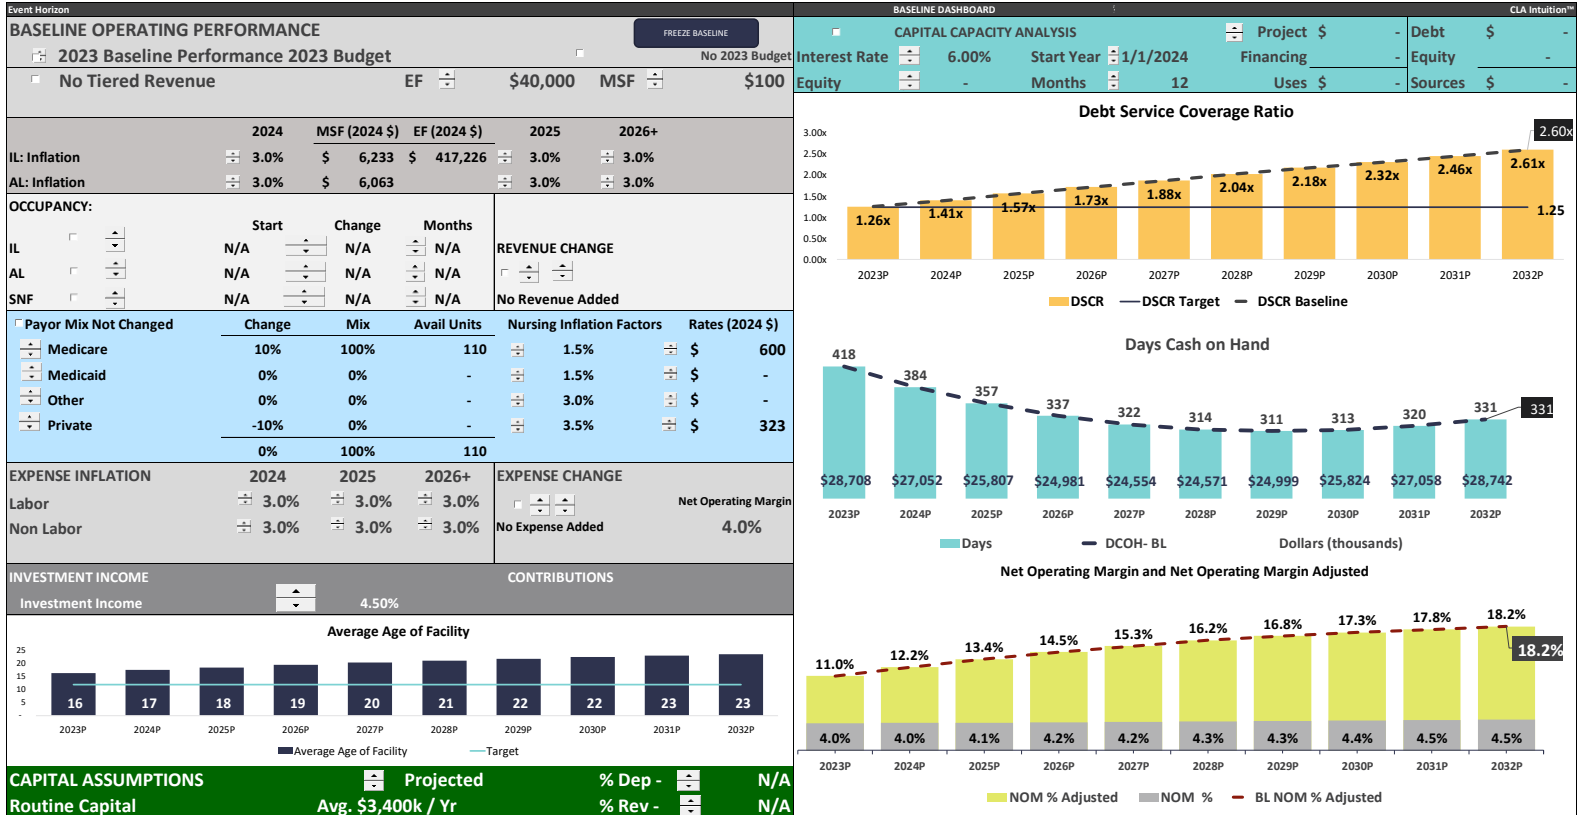 Event Horizon
BASELINE DASHBOARD
CLA Intuition™
BASELINE OPERATING PERFORMANCE
FREEZE BASELINE
2023 Baseline Performance 2023 Budget
No 2023 Budget
No Tiered Revenue EF $40,000 MSF $100
2024 MSF (2024 $) EF (2024 $) 2025 2026+
IL: Inflation 3.0% $ 6,233 $ 417,226 3.0% 3.0%
AL: Inflation 3.0% $ 6,063 3.0% 3.0%
OCCUPANCY:
Start Change Months
IL N/A N/A N/A
AL N/A N/A N/A
SNF N/A N/A N/A
REVENUE CHANGE
No Revenue Added
Payor Mix Not Changed Change Mix Avail Units Nursing Inflation Factors Rates (2024 $)
Medicare 10% 100% 110 1.5% $ 600
Medicaid 0% 0% - 1.5% $ -
Other 0% 0% - 3.0% $ -
Private -10% 0% - 3.5% $ 323
0% 100% 110
EXPENSE INFLATION 2024 2025 2026+
Labor 3.0% 3.0% 3.0%
Non Labor 3.0% 3.0% 3.0%
EXPENSE CHANGE
Net Operating Margin
No Expense Added 4.0%
INVESTMENT INCOME CONTRIBUTIONS
Investment Income 4.50%
Average Age of Facility
25
20
15
10
5
-
16 17 18 19 20 21 22 22 23 23
2023P 2024P 2025P 2026P 2027P 2028P 2029P 2030P 2031P 2032P
Average Age of Facility Target
CAPITAL ASSUMPTIONS Projected % Dep - N/A
Routine Capital Avg. $3,400k / Yr % Rev - N/A
CAPITAL CAPACITY ANALYSIS Project $ - Debt $ -
Interest Rate 6.00% Start Year 1/1/2024 Financing - Equity -
Equity - Months 12 Uses $ - Sources $ -
Debt Service Coverage Ratio
3.00x
2.50x
2.00x
1.50x
1.00x
0.50x
0.00x
2.60x
1.26x 1.41x 1.57x 1.73x 1.88x 2.04x 2.18x 2.32x 2.46x 2.61x
1.25
2023P 2024P 2025P 2026P 2027P 2028P 2029P 2030P 2031P 2032P
DSCR DSCR Target DSCR Baseline
Days Cash on Hand
418 384 357 337 322 314 311 313 320 331
331
$28,708 $27,052 $25,807 $24,981 $24,554 $24,571 $24,999 $25,824 $27,058 $28,742
2023P 2024P 2025P 2026P 2027P 2028P 2029P 2030P 2031P 2032P
Days DCOH- BL Dollars (thousands)
Net Operating Margin and Net Operating Margin Adjusted
11.0% 12.2% 13.4% 14.5% 15.3% 16.2% 16.8% 17.3% 17.8% 18.2%
18.2%
4.0% 4.0% 4.1% 4.2% 4.2% 4.3% 4.3% 4.4% 4.5% 4.5%
2023P 2024P 2025P 2026P 2027P 2028P 2029P 2030P 2031P 2032P
NOM % Adjusted NOM % BL NOM % Adjusted